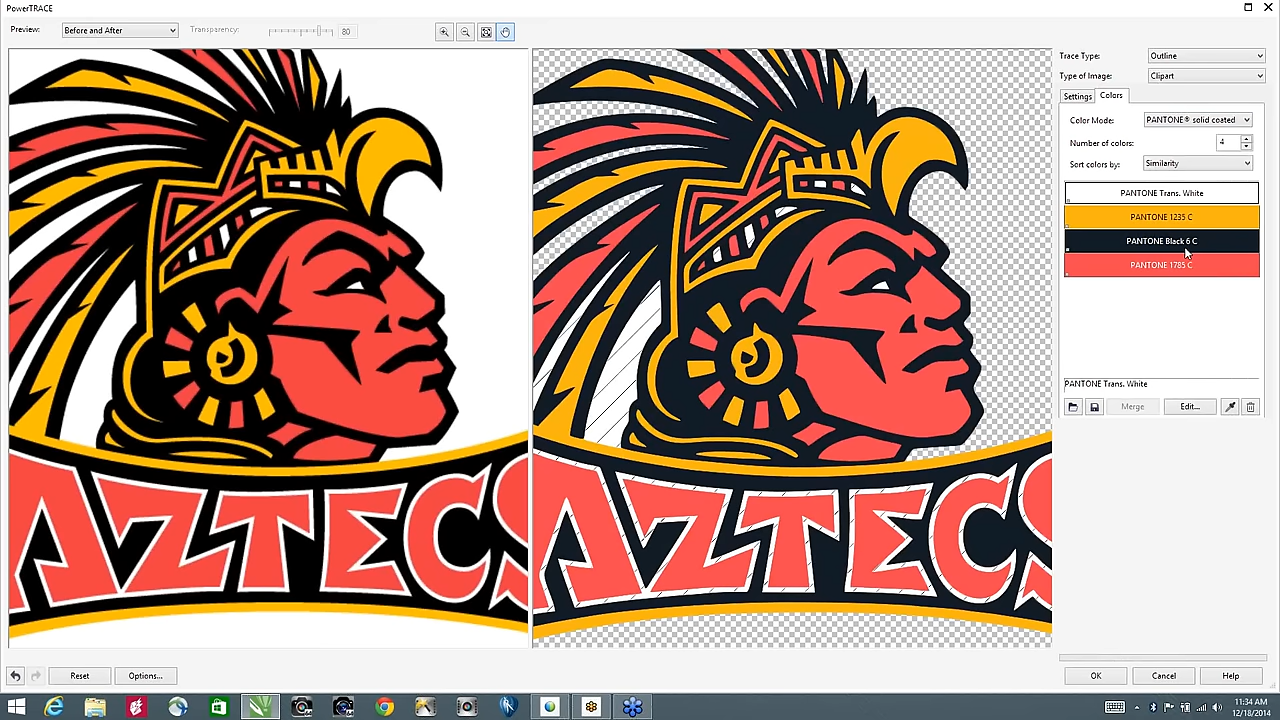 PowerTRACE
Preview:
Before and After
Transparency:
80
Trace Type:
Outline
Type of Image:
Clipart
Settings
Colors
Color Mode:
PANTONE® solid coated
Number of colors:
4
Sort colors by:
Similarity
PANTONE Trans. White
PANTONE 1235 C
PANTONE Black 6 C
PANTONE 1785 C
PANTONE Trans. White
Merge
Edit...
AZTECS
AZTECS
Reset
Options...
OK
Cancel
Help
11:34 AM
12/18/2014